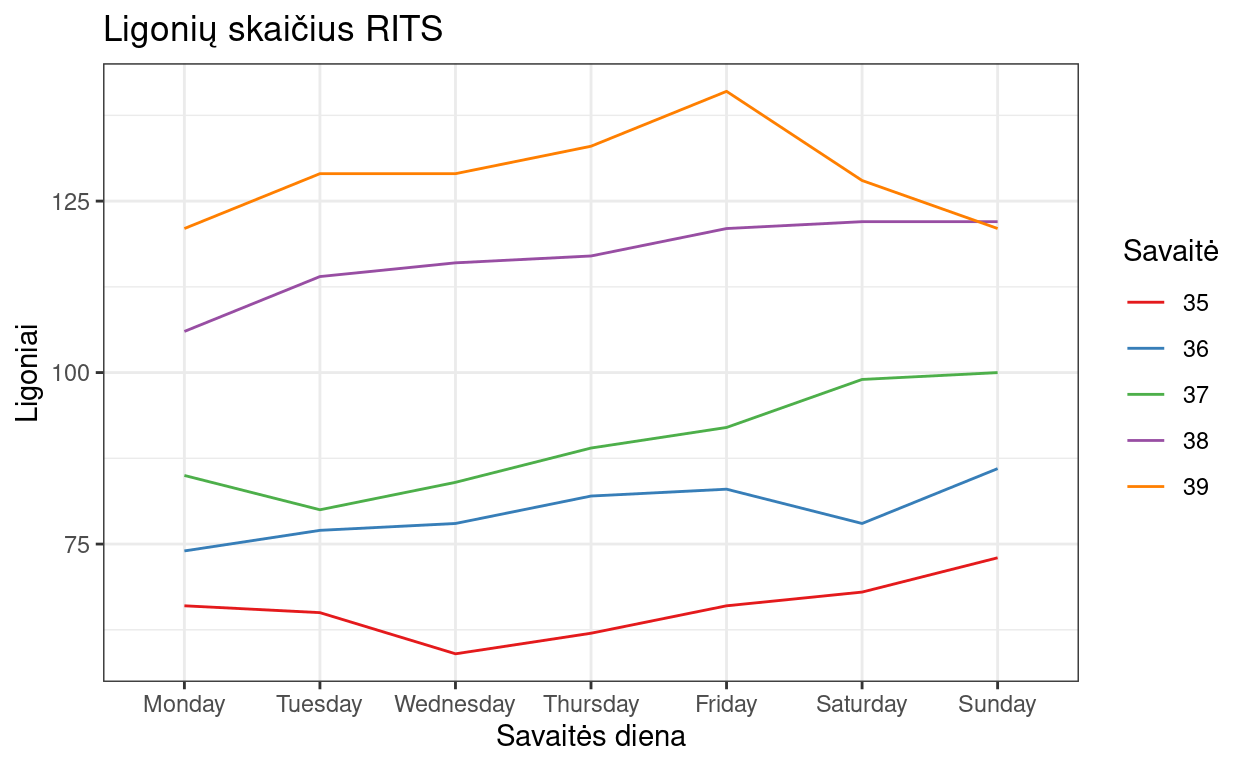 Ligonių skaičius RITS
Ligoniai
125
100
75
Monday Tuesday Wednesday Thursday Friday Saturday Sunday
Savaitės diena
Savaitė
35
36
37
38
39